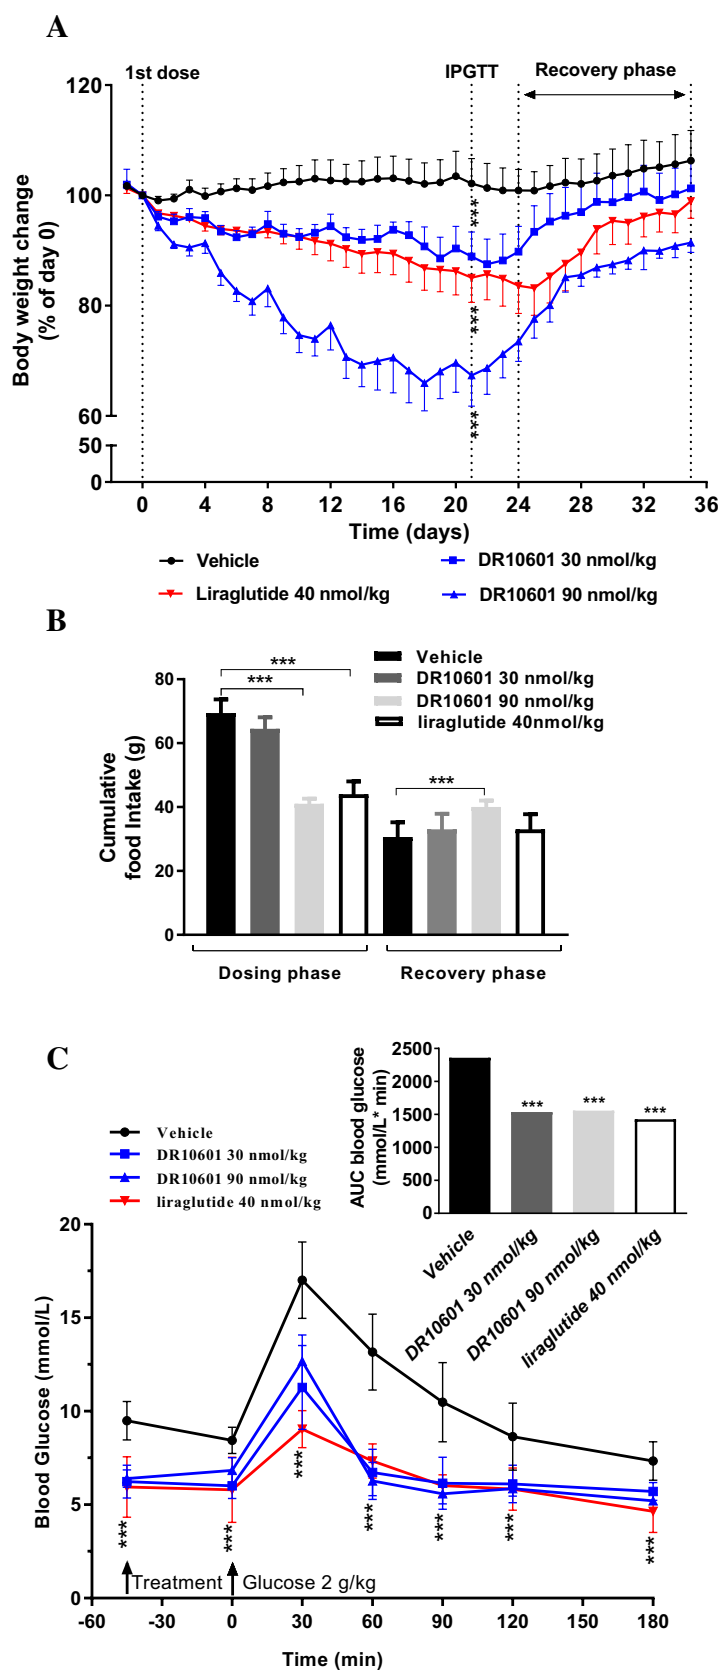 A
1st dose
IPGTT
Recovery phase
120
100
80
60
50
0
Body weight change
(% of day 0)
***
***
***
0 4 8 12 16 20 24 28 32 36
Time (days)
Vehicle
DR10601 30 nmol/kg
Liraglutide 40 nmol/kg
DR10601 90 nmol/kg
B
Vehicle
DR10601 30 nmol/kg
DR10601 90 nmol/kg
liraglutide 40nmol/kg
***
***
***
80
60
40
20
0
Cumulative
food Intake (g)
Dosing phase
Recovery phase
C
2500
2000
1500
1000
500
0
AUC blood glucose
(mmol/L* min)
***
***
***
Vehicle
DR10601 30 nmol/kg
DR10601 90 nmol/kg
liraglutide 40 nmol/kg
Vehicle
DR10601 30 nmol/kg
DR10601 90 nmol/kg
liraglutide 40 nmol/kg
20
15
10
5
0
Blood Glucose (mmol/L)
***
***
***
***
***
***
***
Treatment
Glucose 2 g/kg
-60 -30 0 30 60 90 120 150 180
Time (min)